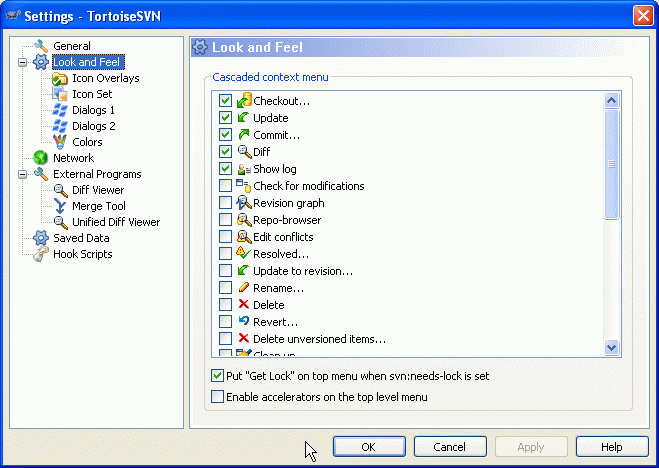 Settings - TortoiseSVN
General
Look and Feel
Icon Overlays
Icon Set
Dialogs 1
Dialogs 2
Colors
Network
External Programs
Diff Viewer
Merge Tool
Unified Diff Viewer
Saved Data
Hook Scripts
Look and Feel
Cascaded context menu
Checkout...
Update
Commit...
Diff
Show log
Check for modifications
Revision graph
Repo-browser
Edit conflicts
Resolved...
Update to revision...
Rename...
Delete
Revert...
Delete unversioned items...
Clean up
Put "Get Lock" on top menu when svn:needs-lock is set
Enable accelerators on the top level menu
OK Cancel Apply Help